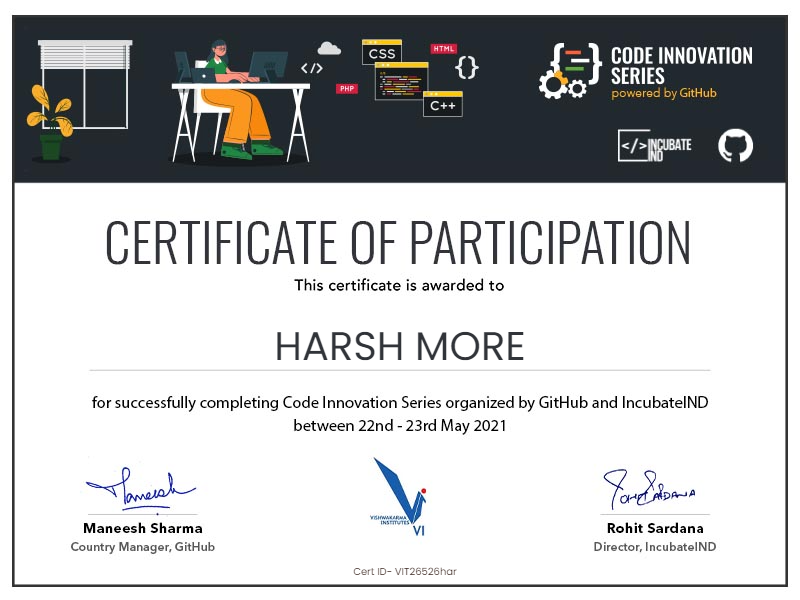 CSS
HTML
</>
{}
PHP
C++
CODE INNOVATION
SERIES
powered by GitHub
</> INCUBATE
IND
CERTIFICATE OF PARTICIPATION
This certificate is awarded to
HARSH MORE
for successfully completing Code Innovation Series organized by GitHub and IncubateIND
between 22nd - 23rd May 2021
Maneesh
Rohit Sardana
Maneesh Sharma
Country Manager, GitHub
VISHWAKARMA
INSTITUTES
VI
Rohit Sardana
Director, IncubateIND
Cert ID- VIT26526har